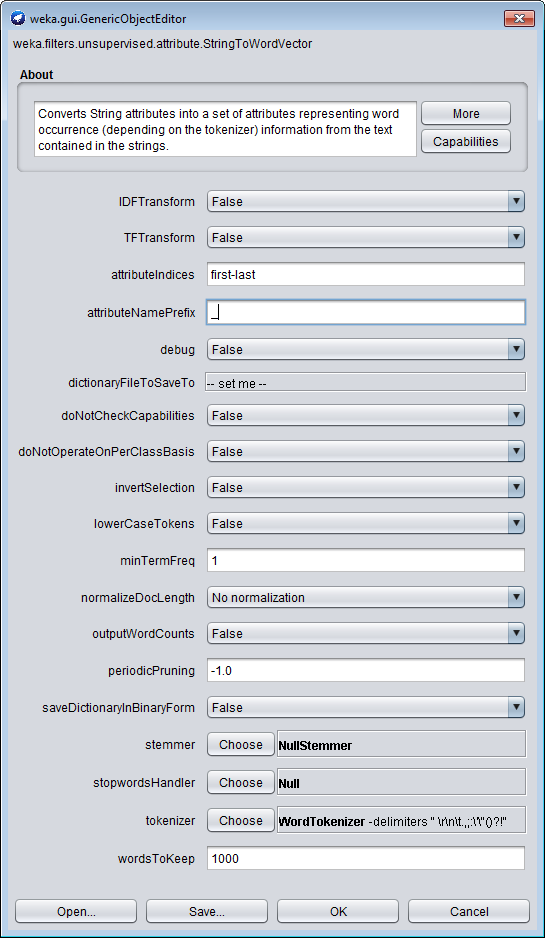 weka.gui.GenericObjectEditor
weka.filters.unsupervised.attribute.StringToWordVector
About
Converts String attributes into a set of attributes representing word
occurrence (depending on the tokenizer) information from the text
contained in the strings.
More
Capabilities
IDFTransform False
TFTransform False
attributeIndices first-last
attributeNamePrefix _
debug False
dictionaryFileToSaveTo -- set me --
doNotCheckCapabilities False
doNotOperateOnPerClassBasis False
invertSelection False
lowerCaseTokens False
minTermFreq 1
normalizeDocLength No normalization
outputWordCounts False
periodicPruning -1.0
saveDictionaryInBinaryForm False
stemmer Choose NullStemmer
stopwordsHandler Choose Null
tokenizer Choose WordTokenizer -delimiters " \r\n\t.,;:\'\"()?!"
wordsToKeep 1000
Open... Save... OK Cancel